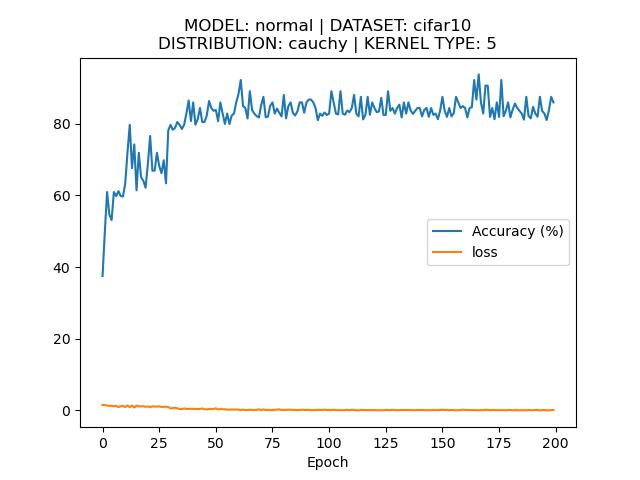 MODEL: normal | DATASET: cifar10
DISTRIBUTION: cauchy | KERNEL TYPE: 5
80
60
40
20
0
Accuracy (%)
loss
0 25 50 75 100 125 150 175 200
Epoch